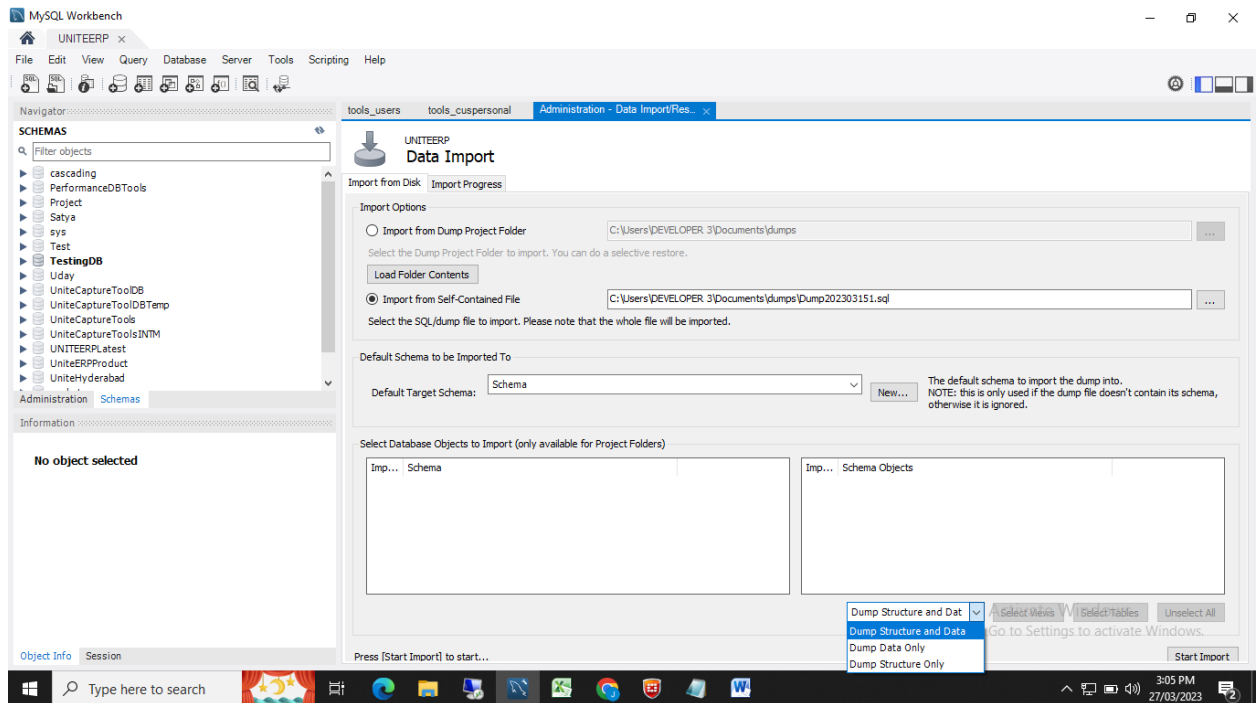 MySQL Workbench
UNITEERP ×
File Edit View Query Database Server Tools Scripting Help
Navigator
SCHEMAS
Filter objects
cascading
PerformanceDBTools
Project
Satya
sys
Test
TestingDB
Uday
UniteCaptureToolDB
UniteCaptureToolDBTemp
UniteCaptureTools
UniteCaptureToolsINTM
UNITEERPLatest
UniteERPProduct
UniteHyderabad
Administration Schemas
Information
No object selected
Object Info Session
tools_users tools_cuspersonal Administration - Data Import/Res... ×
UNITEERP
Data Import
Import from Disk Import Progress
Import Options
Import from Dump Project Folder C:\Users\DEVELOPER 3\Documents\dumps ...
Select the Dump Project Folder to import. You can do a selective restore.
Load Folder Contents
Import from Self-Contained File C:\Users\DEVELOPER 3\Documents\dumps\Dump202303151.sql ...
Select the SQL/dump file to import. Please note that the whole file will be imported.
Default Schema to be Imported To
Default Target Schema: Schema New...
The default schema to import the dump into.
NOTE: this is only used if the dump file doesn't contain its schema,
otherwise it is ignored.
Select Database Objects to Import (only available for Project Folders)
Imp... Schema Imp... Schema Objects
Dump Structure and Dat Select Views Select Tables Unselect All
Activate Windows
Go to Settings to activate Windows.
Dump Structure and Data
Dump Data Only
Dump Structure Only
Press [Start Import] to start... Start Import
Type here to search
3:05 PM
27/03/2023
2